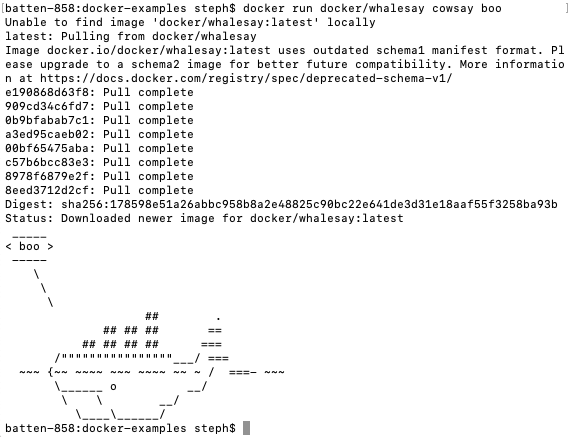 [batten-858:docker-examples steph$ docker run docker/whalesay cowsay boo ]
Unable to find image 'docker/whalesay:latest' locally
latest: Pulling from docker/whalesay
Image docker.io/docker/whalesay:latest uses outdated schema1 manifest format. Pl
ease upgrade to a schema2 image for better future compatibility. More informatio
n at https://docs.docker.com/registry/spec/deprecated-schema-v1/
e190868d63f8: Pull complete
909cd34c6fd7: Pull complete
0b9bfabab7c1: Pull complete
a3ed95caeb02: Pull complete
00bf65475aba: Pull complete
c57b6bcc83e3: Pull complete
8978f6879e2f: Pull complete
8eed3712d2cf: Pull complete
Digest: sha256:178598e51a26abbc958b8a2e48825c90bc22e641de3d31e18aaf55f3258ba93b
Status: Downloaded newer image for docker/whalesay:latest
 _____
< boo >
 -----
    \
     \
      \
                    ##         .
              ## ## ##        ==
           ## ## ## ##       ===
       /""""""""""""""""___/ ===
  ~~~ {~~ ~~~~ ~~~ ~~~~ ~~ ~ /  ===- ~~~
       \______ o          __/
        \    \        __/
          \____\______/
batten-858:docker-examples steph$